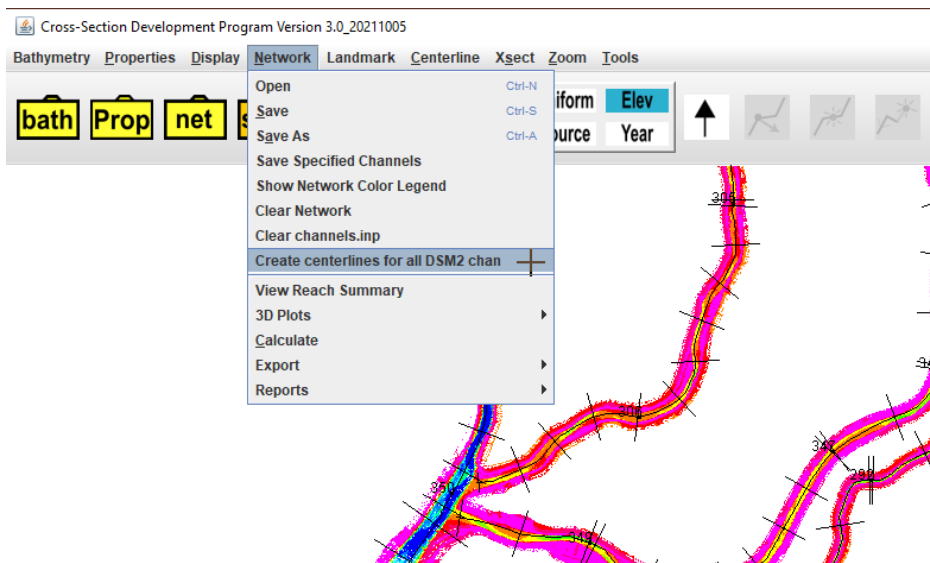 Cross-Section Development Program Version 3.0_20211005
Bathymetry Properties Display Network Landmark Centerline Xsect Zoom Tools
bath Prop net
iform Elev
ource Year
Open Ctrl-N
Save Ctrl-S
Save As Ctrl-A
Save Specified Channels
Show Network Color Legend
Clear Network
Clear channels.inp
Create centerlines for all DSM2 chan
View Reach Summary
3D Plots
Calculate
Export
Reports
305
347
292
350
349